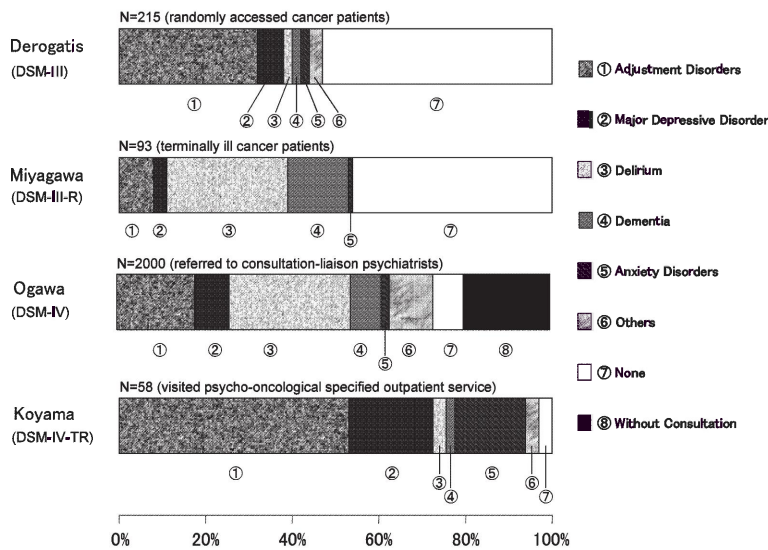 N=215 (randomly accessed cancer patients)
Derogatis
(DSM-III)
① ② ③ ④ ⑤ ⑥ ⑦
N=93 (terminally ill cancer patients)
Miyagawa
(DSM-III-R)
① ② ③ ④ ⑤ ⑦
N=2000 (referred to consultation-liaison psychiatrists)
Ogawa
(DSM-IV)
① ② ③ ④ ⑤ ⑥ ⑦ ⑧
N=58 (visited psycho-oncological specified outpatient service)
Koyama
(DSM-IV-TR)
① ② ③ ④ ⑤ ⑥ ⑦
0% 20% 40% 60% 80% 100%
① Adjustment Disorders
② Major Depressive Disorder
③ Delirium
④ Dementia
⑤ Anxiety Disorders
⑥ Others
⑦ None
⑧ Without Consultation